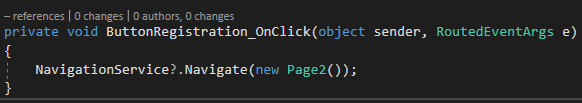 – references | 0 changes | 0 authors, 0 changes
private void ButtonRegistration_OnClick(object sender, RoutedEventArgs e)
{
NavigationService?.Navigate(new Page2());
}